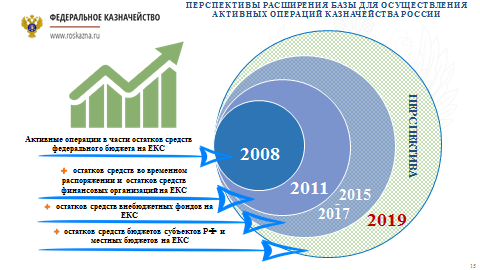 ПЕРСПЕКТИВЫ РАСШИРЕНИЯ БАЗЫ ДЛЯ ОСУЩЕСТВЛЕНИЯ
АКТИВНЫХ ОПЕРАЦИЙ КАЗНАЧЕЙСТВА РОССИИ
ФЕДЕРАЛЬНОЕ КАЗНАЧЕЙСТВО
www.roskazna.ru
Активные операции в части остатков средств
федерального бюджета на ЕКС
+ остатков средств во временном
распоряжении и остатков средств
финансовых организаций на ЕКС
+ остатков средств внебюджетных фондов на
ЕКС
+ остатков средств бюджетов субъектов РФ и
местных бюджетов на ЕКС
2008
2011
2015
-
2017
2019
ПЕРСПЕКТИВА
15